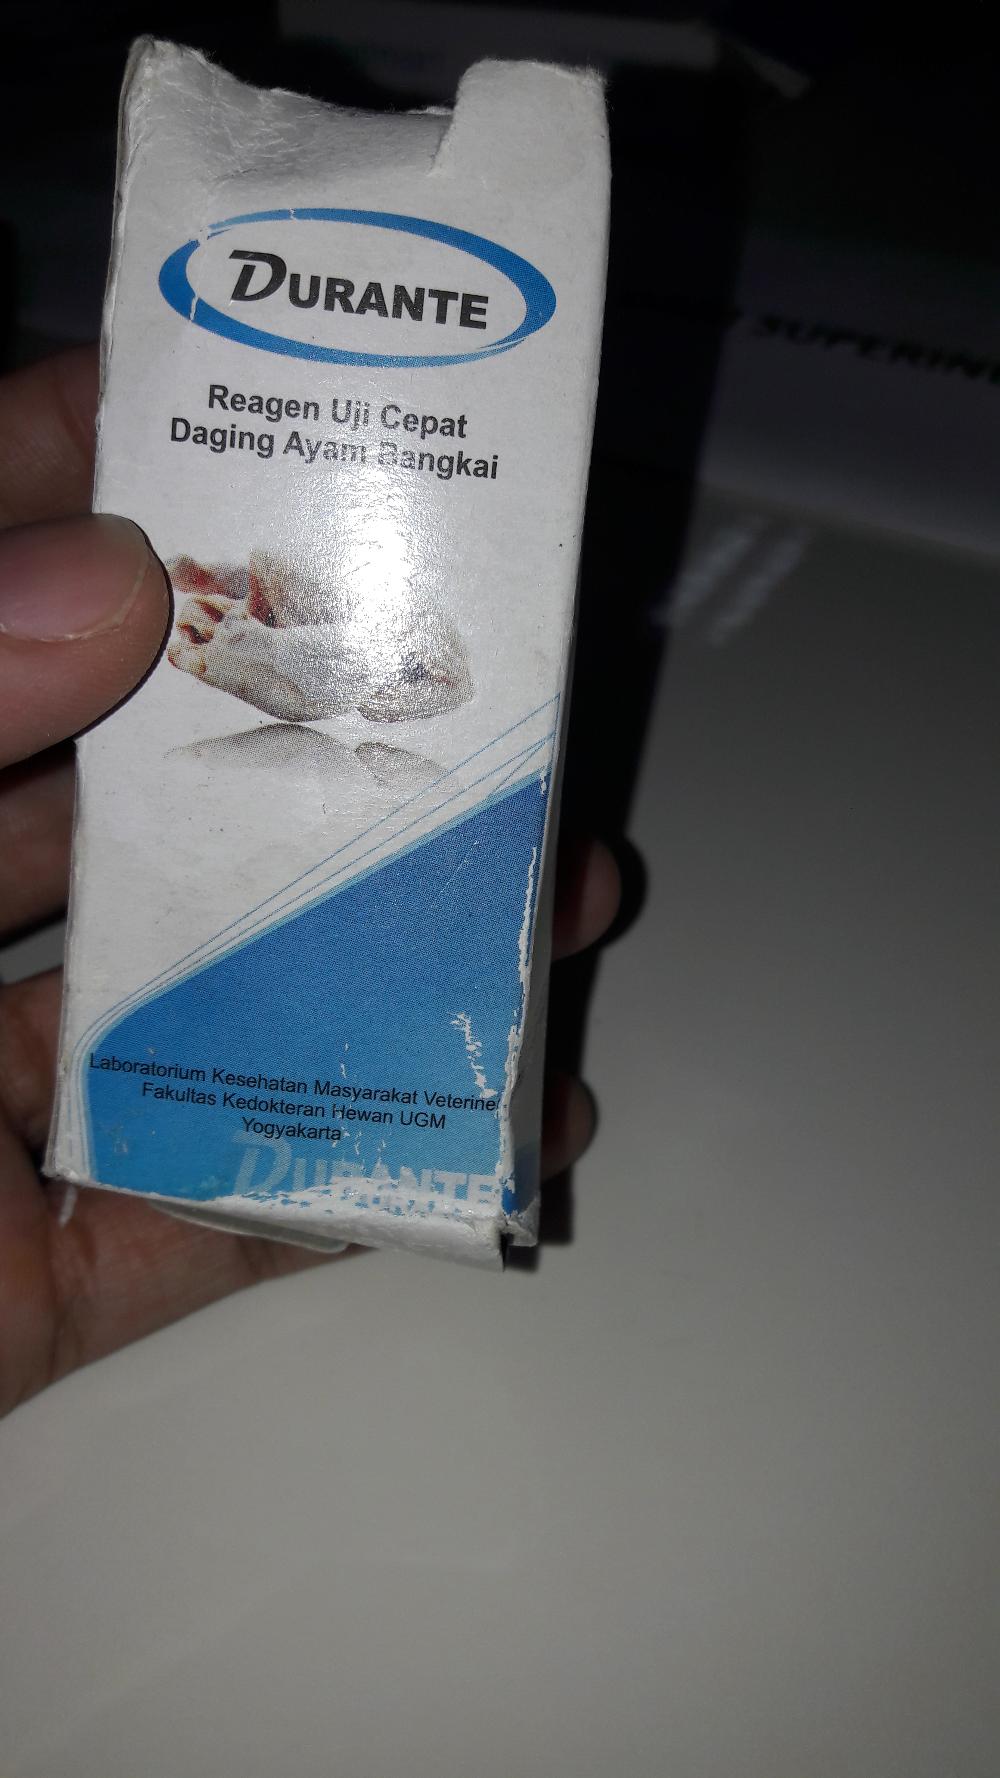 DURANTE
Reagen Uji Cepat
Daging Ayam Bangkai
Laboratorium Kesehatan Masyarakat Veteriner
Fakultas Kedokteran Hewan UGM
Yogyakarta
DURANTE